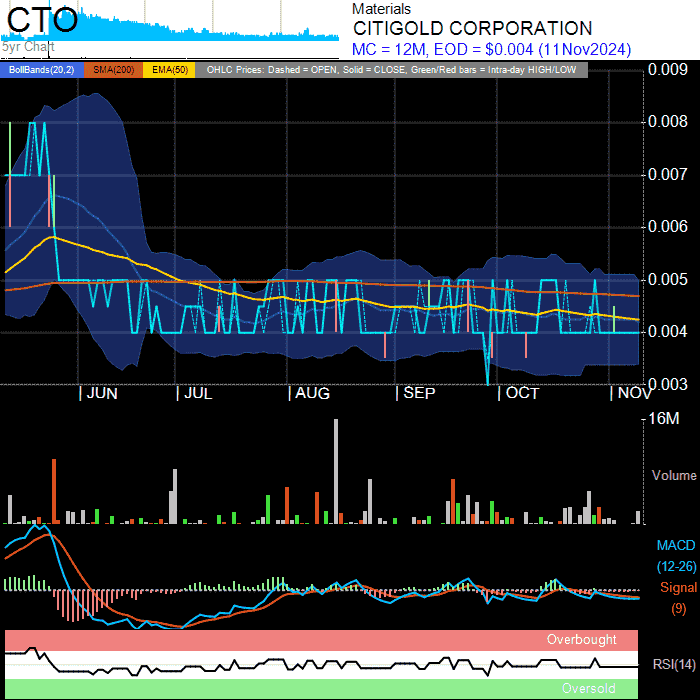 CTO
5yr Chart
Materials
CITIGOLD CORPORATION
MC = 12M, EOD = $0.004 (11Nov2024)
BollBands(20,2) SMA(200) EMA(50) OHLC Prices: Dashed = OPEN, Solid = CLOSE, Green/Red bars = Intra-day HIGH/LOW
0.009
0.008
0.007
0.006
0.005
0.004
0.003
JUN JUL AUG SEP OCT NOV
16M
Volume
MACD
(12-26)
Signal
(9)
Overbought
RSI(14)
Oversold